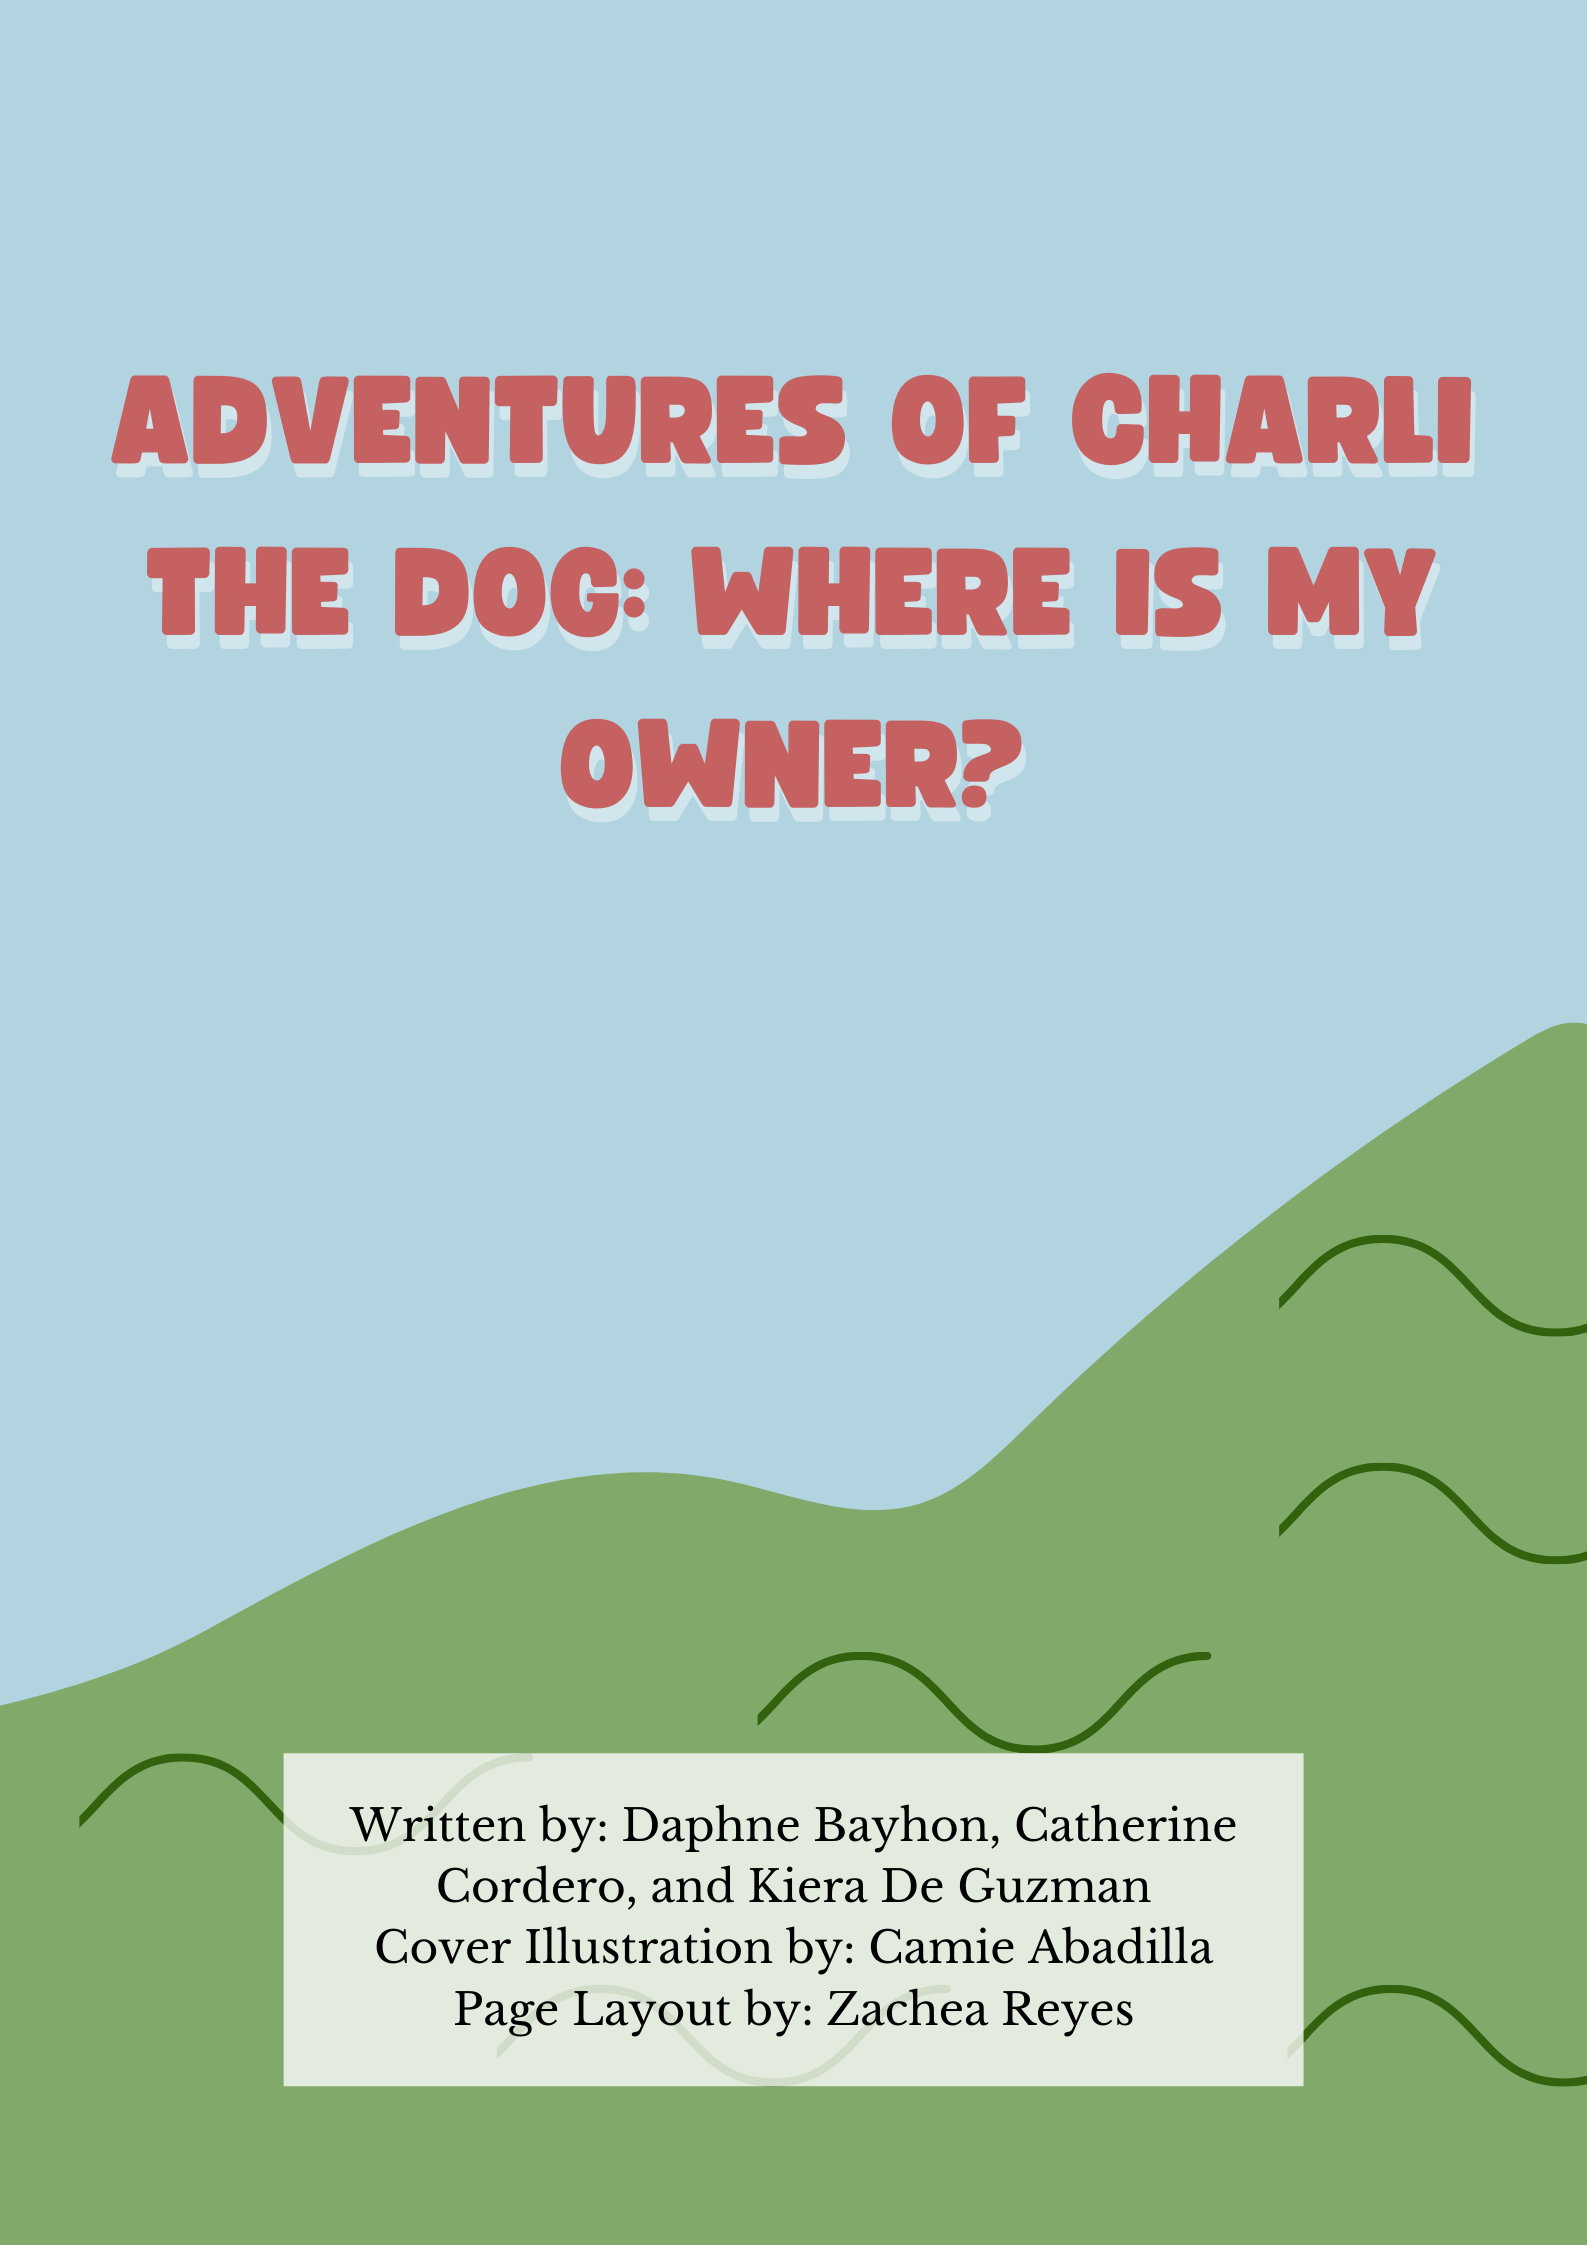 ADVENTURES OF CHARLI
THE DOG: WHERE IS MY
OWNER?
Written by: Daphne Bayhon, Catherine
Cordero, and Kiera De Guzman
Cover Illustration by: Camie Abadilla
Page Layout by: Zachea Reyes